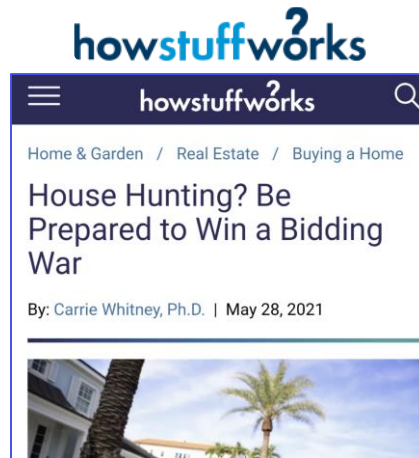 howstuffworks
howstuffworks
Home & Garden / Real Estate / Buying a Home
House Hunting? Be
Prepared to Win a Bidding
War
By: Carrie Whitney, Ph.D. | May 28, 2021